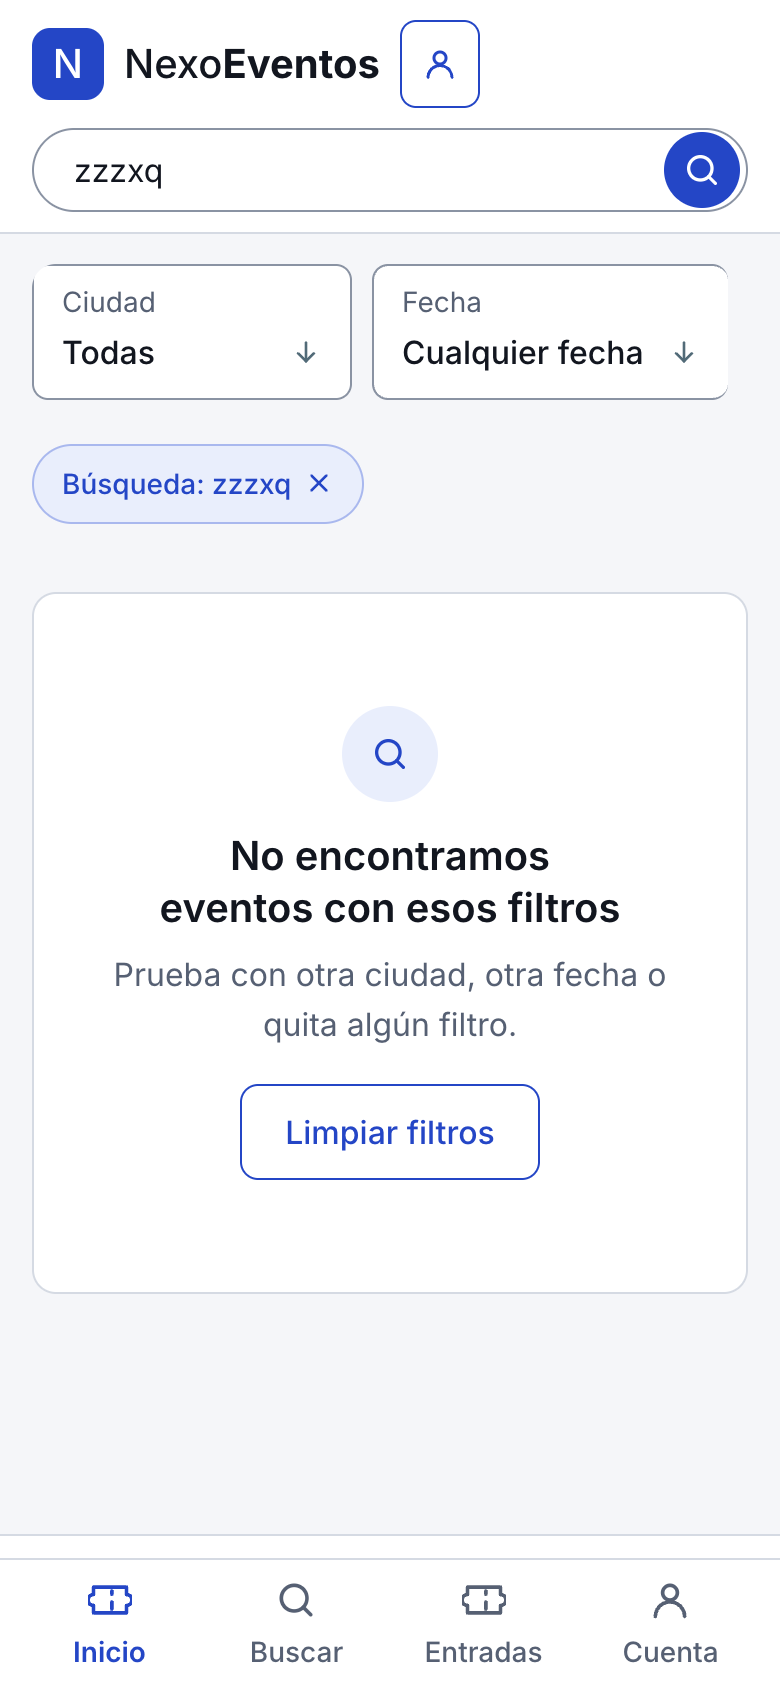 N NexoEventos
zzzxq
Ciudad
Todas
Fecha
Cualquier fecha
Búsqueda: zzzxq
No encontramos
eventos con esos filtros
Prueba con otra ciudad, otra fecha o
quita algún filtro.
Limpiar filtros
Inicio
Buscar
Entradas
Cuenta